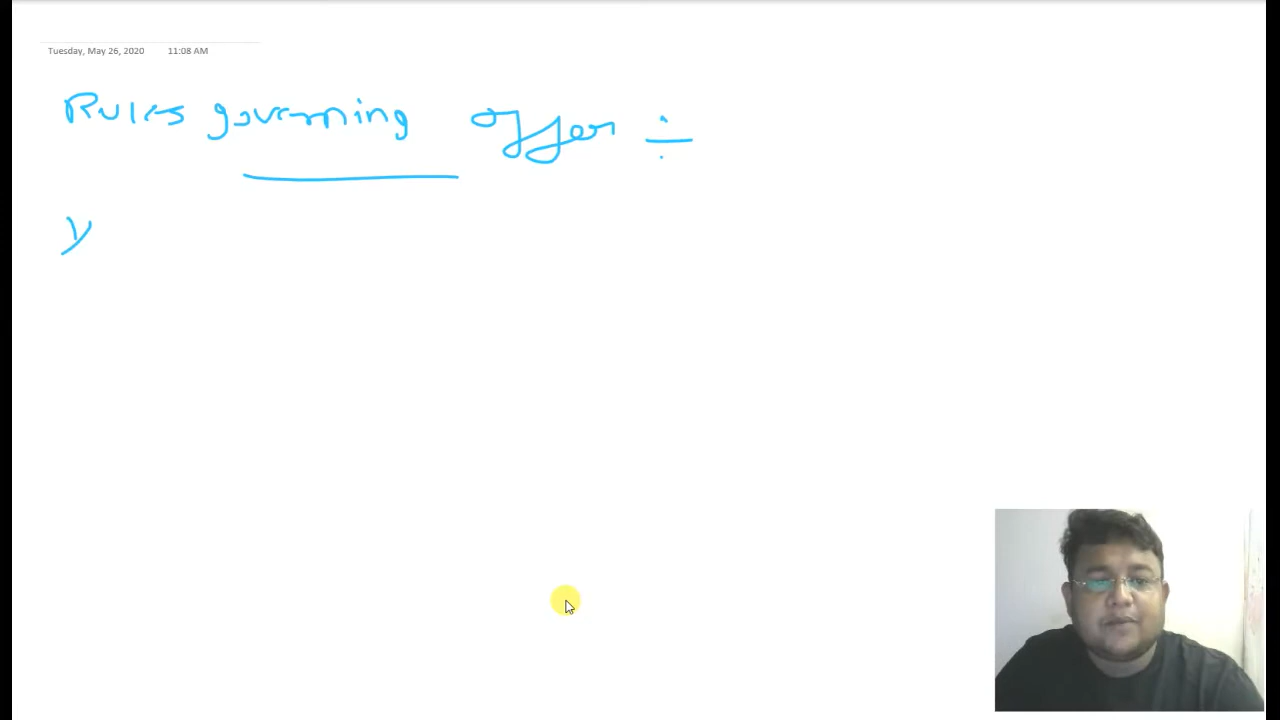 Tuesday, May 26, 2020 11:08 AM
Rules governing offer ÷